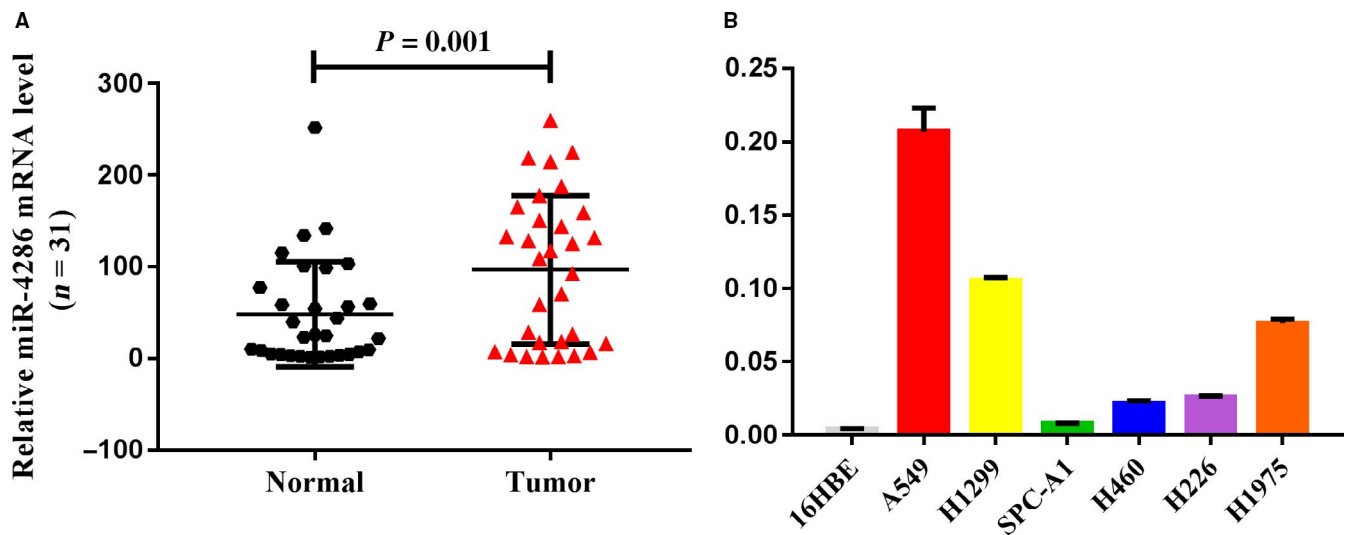 A
P = 0.001
Relative miR-4286 mRNA level
(n = 31)
300
200
100
0
−100
Normal
Tumor
B
0.25
0.20
0.15
0.10
0.05
0.00
16HBE
A549
H1299
SPC-A1
H460
H226
H1975